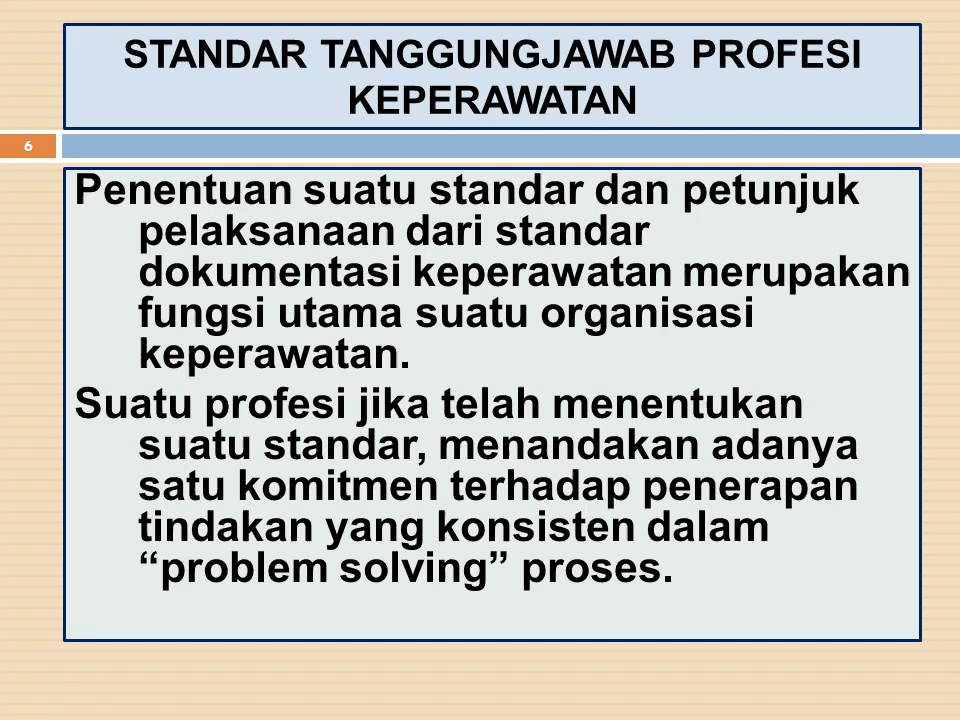 STANDAR TANGGUNGJAWAB PROFESI
KEPERAWATAN
6
Penentuan suatu standar dan petunjuk
pelaksanaan dari standar
dokumentasi keperawatan merupakan
fungsi utama suatu organisasi
keperawatan.
Suatu profesi jika telah menentukan
suatu standar, menandakan adanya
satu komitmen terhadap penerapan
tindakan yang konsisten dalam
“problem solving” proses.